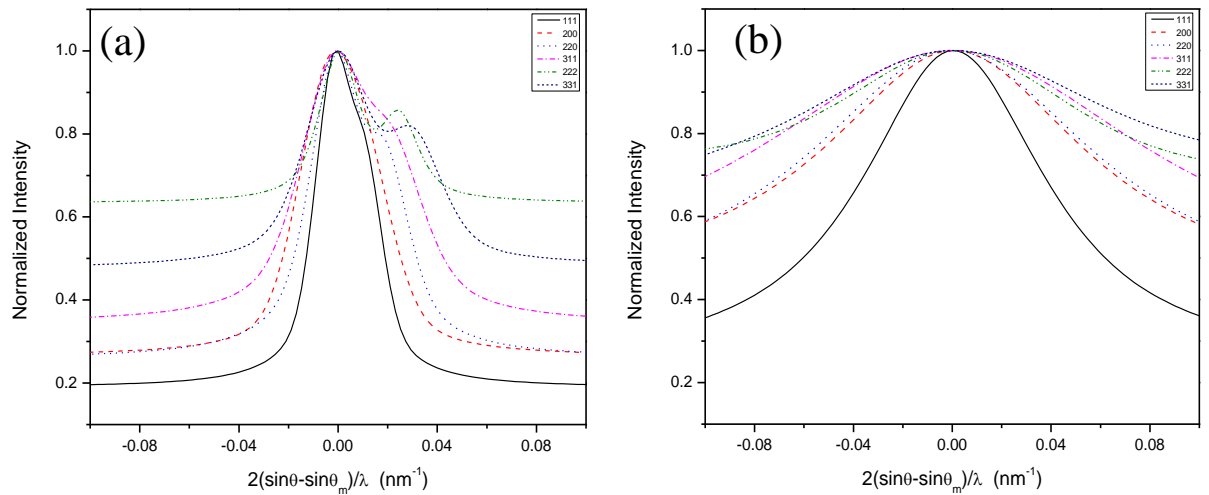 (a)
111
200
220
311
222
331
1.0
0.8
0.6
0.4
0.2
Normalized Intensity
-0.08 -0.04 0.00 0.04 0.08
2(sinθ-sinθm)/λ (nm-1)
(b)
111
200
220
311
222
331
1.0
0.8
0.6
0.4
0.2
Normalized Intensity
-0.08 -0.04 0.00 0.04 0.08
2(sinθ-sinθm)/λ (nm-1)